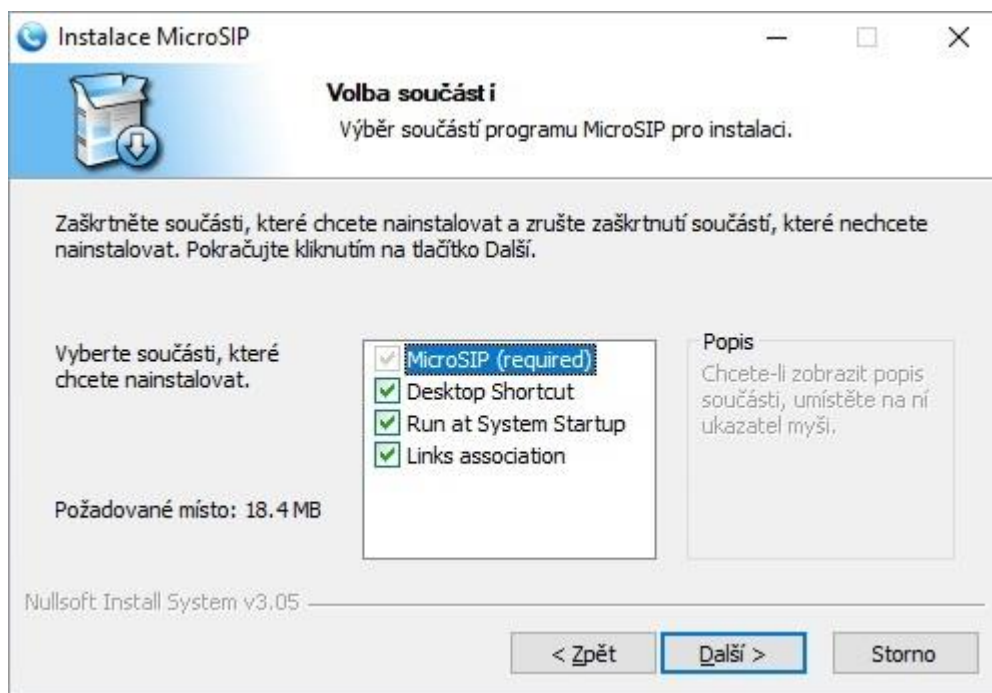 Instalace MicroSIP
Volba součástí
Výběr součástí programu MicroSIP pro instalaci.
Zaškrtněte součásti, které chcete nainstalovat a zrušte zaškrtnutí součástí, které nechcete
nainstalovat. Pokračujte kliknutím na tlačítko Další.
Vyberte součásti, které
chcete nainstalovat.
MicroSIP (required)
Desktop Shortcut
Run at System Startup
Links association
Popis
Chcete-li zobrazit popis
součásti, umístěte na ní
ukazatel myši.
Požadované místo: 18.4 MB
Nullsoft Install System v3.05
< Zpět
Další >
Storno